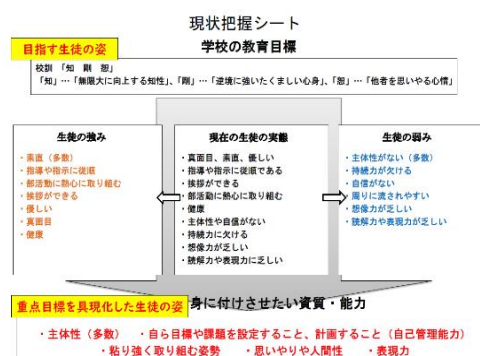 現状把握シート
目指す生徒の姿
学校の教育目標
校訓 「知 剛 恕」
「知」…「無限大に向上する知性」、「剛」…「逆境に強いたくましい心身」、「恕」…「他者を思いやる心情」
生徒の強み
・素直（多数）
・指導や指示に従順
・部活動に熱心に取り組む
・挨拶ができる
・優しい
・真面目
・健康
現在の生徒の実態
・真面目、素直、優しい
・指導や指示に従順である
・挨拶ができる
・部活動に熱心に取り組む
・健康
・主体性や自信がない
・持続力に欠ける
・想像力が乏しい
・読解力や表現力に乏しい
生徒の弱み
・主体性がない（多数）
・持続力が欠ける
・自信がない
・周りに流されやすい
・想像力が乏しい
・読解力や表現力が乏しい
重点目標を具現化した生徒の姿
身に付けさせたい資質・能力
・主体性（多数） ・自ら目標や課題を設定すること、計画すること（自己管理能力）
・粘り強く取り組む姿勢 ・思いやりや人間性 ・表現力